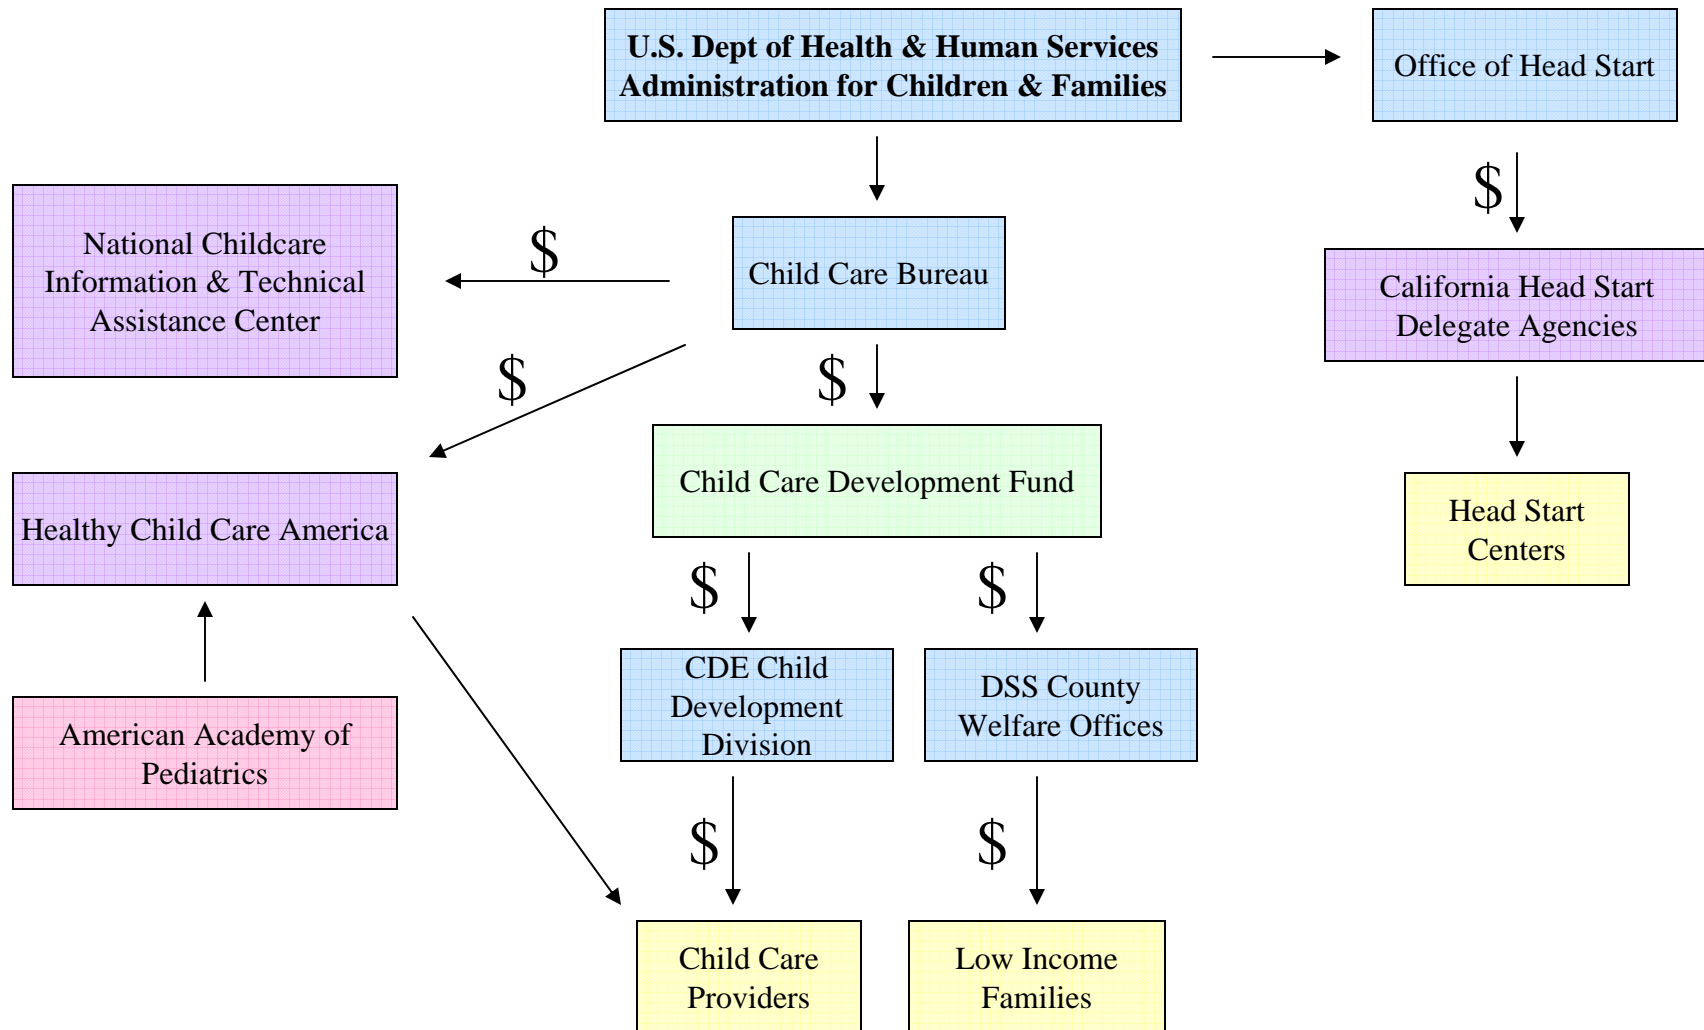 U.S. Dept of Health & Human Services
Administration for Children & Families
Office of Head Start
$
National Childcare
Information & Technical
Assistance Center
$
Child Care Bureau
California Head Start
Delegate Agencies
$
$
Child Care Development Fund
Healthy Child Care America
Head Start
Centers
$
$
CDE Child
Development
Division
DSS County
Welfare Offices
American Academy of
Pediatrics
$
$
Child Care
Providers
Low Income
Families